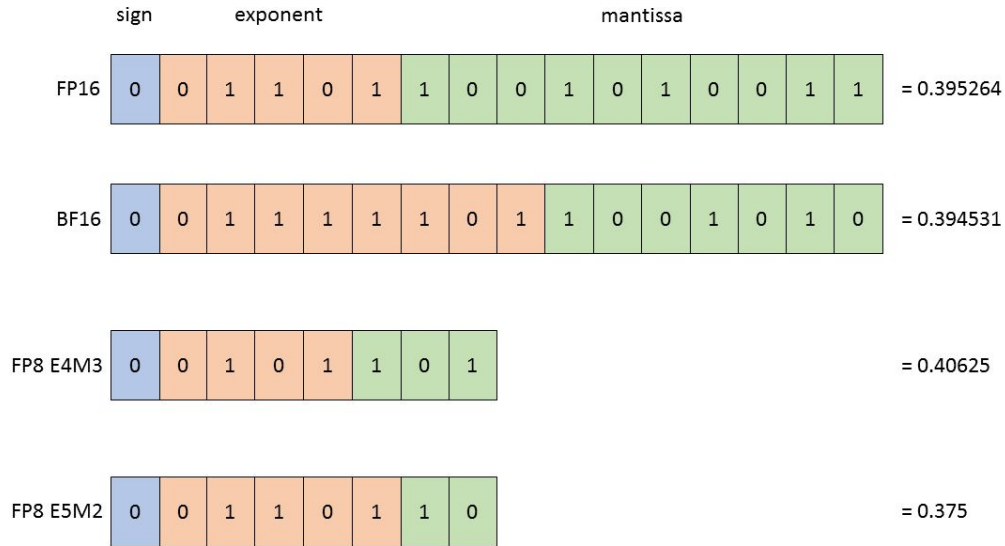 sign exponent mantissa
FP16 0 0 1 1 0 1 1 0 0 1 0 1 0 0 1 1 = 0.395264
BF16 0 0 1 1 1 1 1 0 1 1 0 0 1 0 1 0 = 0.394531
FP8 E4M3 0 0 1 0 1 1 0 1 = 0.40625
FP8 E5M2 0 0 1 1 0 1 1 0 = 0.375